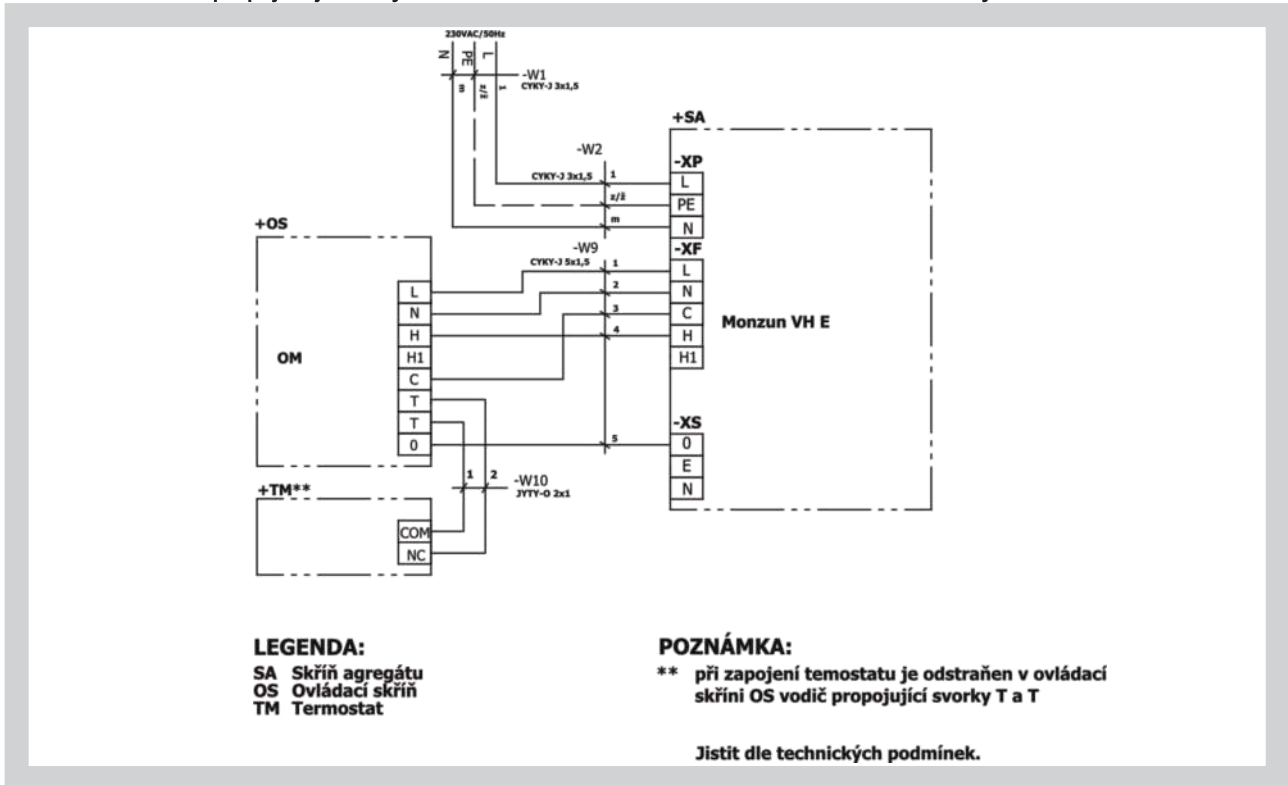 230VAC/50Hz
N PE L
-W1
CYKY-J 3x1,5
m z/ž 1
+SA
-W2
-XP
CYKY-J 3x1,5 1
L
z/ž
PE
m
N
+OS
-W9
-XF
CYKY-J 5x1,5 1
L
L
2
N
N
3
C
Monzun VH E
H
4
H
OM
H1
H1
C
T
T
-XS
0
5
0
E
N
1 2
-W10
JYTY-O 2x1
+TM**
COM
NC
LEGENDA:
SA Skříň agregátu
OS Ovládací skříň
TM Termostat
POZNÁMKA:
** při zapojení temostatu je odstraňen v ovládací
skříni OS vodič propojující svorky T a T
Jistit dle technických podmínek.